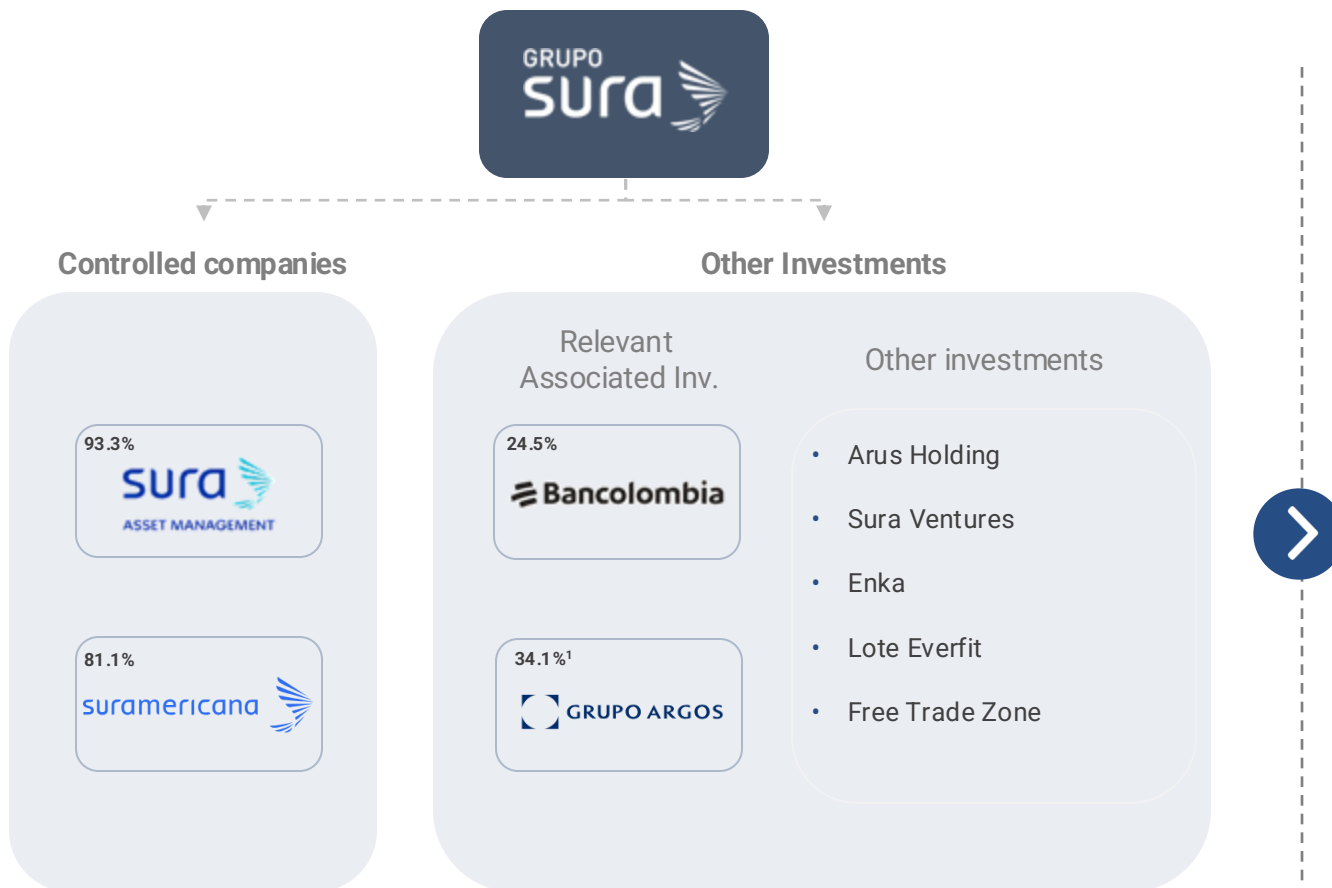 GRUPO
sura
Controlled companies
Other Investments
Relevant
Associated Inv.
Other investments
93.3%
sura
ASSET MANAGEMENT
81.1%
suramericana
24.5%
Bancolombia
34.1%¹
GRUPO ARGOS
• Arus Holding
• Sura Ventures
• Enka
• Lote Everfit
• Free Trade Zone